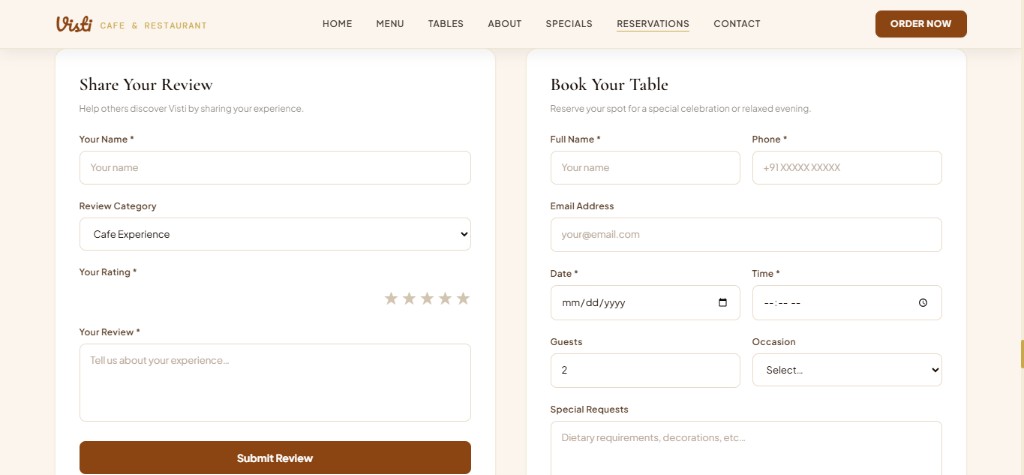 Visti CAFE & RESTAURANT
HOME MENU TABLES ABOUT SPECIALS RESERVATIONS CONTACT
ORDER NOW
Share Your Review
Help others discover Visti by sharing your experience.
Your Name *
Your name
Review Category
Cafe Experience
Your Rating *
Your Review *
Tell us about your experience...
Submit Review
Book Your Table
Reserve your spot for a special celebration or relaxed evening.
Full Name * Phone *
Your name +91 XXXXX XXXXX
Email Address
your@email.com
Date * Time *
mm/dd/yyyy --:-- --
Guests Occasion
2 Select...
Special Requests
Dietary requirements, decorations, etc...